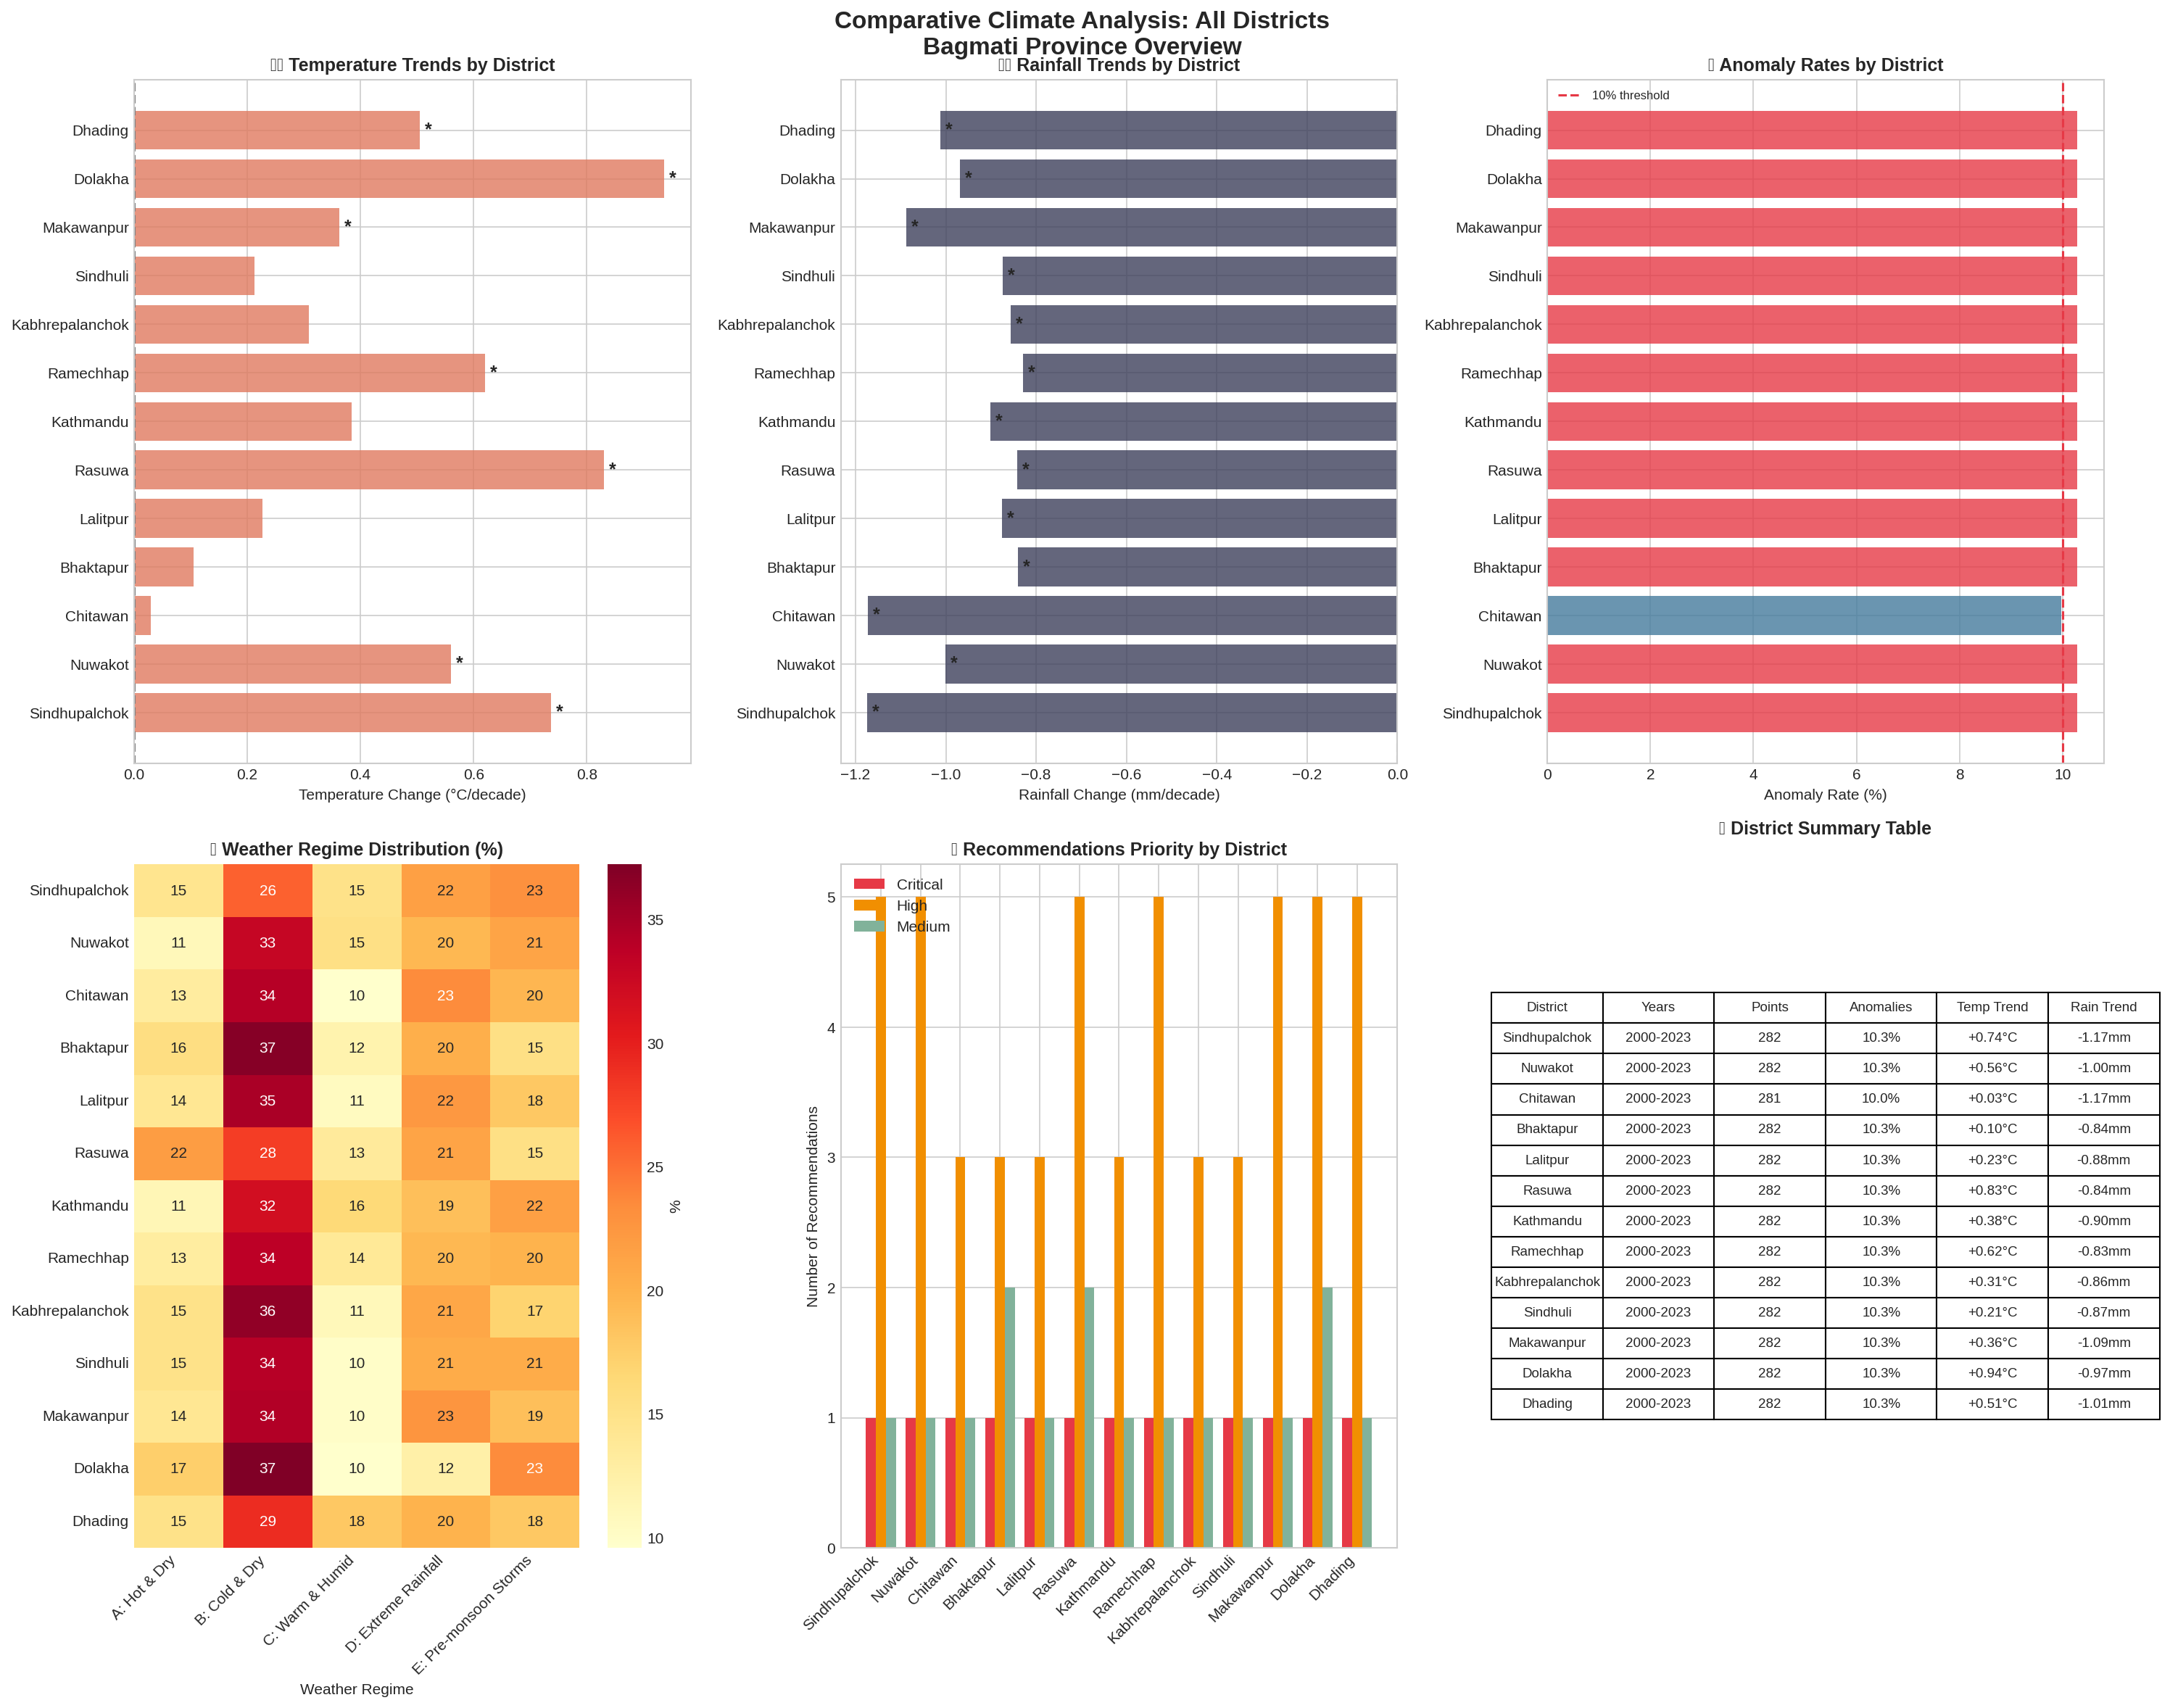 Comparative Climate Analysis: All Districts
Bagmati Province Overview
Temperature Trends by District
Dhading
Dolakha
Makawanpur
Sindhuli
Kabhrepalanchok
Ramechhap
Kathmandu
Rasuwa
Lalitpur
Bhaktapur
Chitawan
Nuwakot
Sindhupalchok
* * * * * * *
0.0 0.2 0.4 0.6 0.8
Temperature Change (°C/decade)
Rainfall Trends by District
Dhading
Dolakha
Makawanpur
Sindhuli
Kabhrepalanchok
Ramechhap
Kathmandu
Rasuwa
Lalitpur
Bhaktapur
Chitawan
Nuwakot
Sindhupalchok
* * * * * * * * * * * * *
−1.2 −1.0 −0.8 −0.6 −0.4 −0.2 0.0
Rainfall Change (mm/decade)
Anomaly Rates by District
10% threshold
Dhading
Dolakha
Makawanpur
Sindhuli
Kabhrepalanchok
Ramechhap
Kathmandu
Rasuwa
Lalitpur
Bhaktapur
Chitawan
Nuwakot
Sindhupalchok
0 2 4 6 8 10
Anomaly Rate (%)
Weather Regime Distribution (%)
Sindhupalchok 15 26 15 22 23
Nuwakot 11 33 15 20 21
Chitawan 13 34 10 23 20
Bhaktapur 16 37 12 20 15
Lalitpur 14 35 11 22 18
Rasuwa 22 28 13 21 15
Kathmandu 11 32 16 19 22
Ramechhap 13 34 14 20 20
Kabhrepalanchok 15 36 11 21 17
Sindhuli 15 34 10 21 21
Makawanpur 14 34 10 23 19
Dolakha 17 37 10 12 23
Dhading 15 29 18 20 18
A: Hot & Dry
B: Cold & Dry
C: Warm & Humid
D: Extreme Rainfall
E: Pre-monsoon Storms
Weather Regime
35
30
25
20
15
10
%
Recommendations Priority by District
Critical
High
Medium
5
4
3
2
1
0
Number of Recommendations
Sindhupalchok
Nuwakot
Chitawan
Bhaktapur
Lalitpur
Rasuwa
Kathmandu
Ramechhap
Kabhrepalanchok
Sindhuli
Makawanpur
Dolakha
Dhading
District Summary Table
District Years Points Anomalies Temp Trend Rain Trend
Sindhupalchok 2000-2023 282 10.3% +0.74°C -1.17mm
Nuwakot 2000-2023 282 10.3% +0.56°C -1.00mm
Chitawan 2000-2023 281 10.0% +0.03°C -1.17mm
Bhaktapur 2000-2023 282 10.3% +0.10°C -0.84mm
Lalitpur 2000-2023 282 10.3% +0.23°C -0.88mm
Rasuwa 2000-2023 282 10.3% +0.83°C -0.84mm
Kathmandu 2000-2023 282 10.3% +0.38°C -0.90mm
Ramechhap 2000-2023 282 10.3% +0.62°C -0.83mm
Kabhrepalanchok 2000-2023 282 10.3% +0.31°C -0.86mm
Sindhuli 2000-2023 282 10.3% +0.21°C -0.87mm
Makawanpur 2000-2023 282 10.3% +0.36°C -1.09mm
Dolakha 2000-2023 282 10.3% +0.94°C -0.97mm
Dhading 2000-2023 282 10.3% +0.51°C -1.01mm